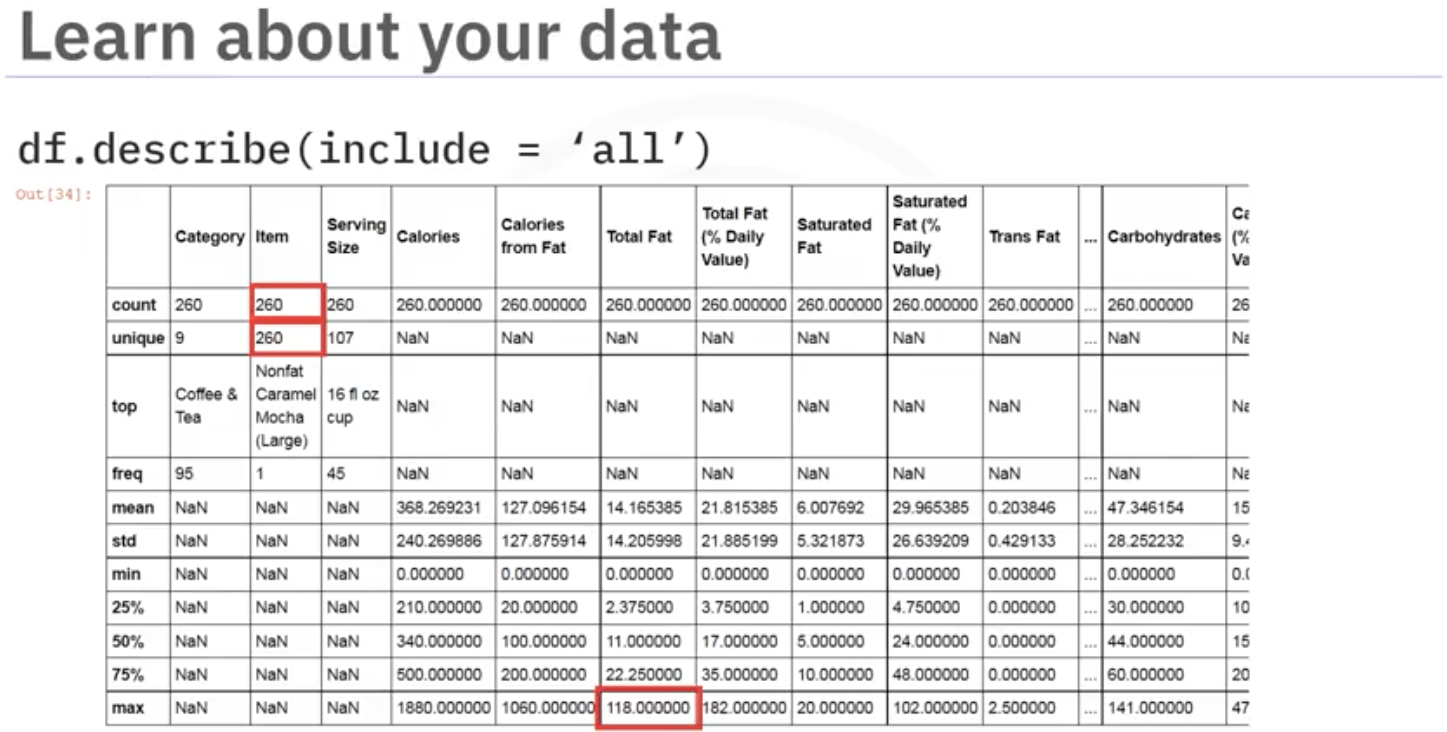 Learn about your data
df.describe(include = ‘all’)
Out[34]:
Category Item Serving Size Calories Calories from Fat Total Fat Total Fat (% Daily Value) Saturated Fat Saturated Fat (% Daily Value) Trans Fat ... Carbohydrates Ca (% Va
count 260 260 260 260.000000 260.000000 260.000000 260.000000 260.000000 260.000000 260.000000 ... 260.000000 26
unique 9 260 107 NaN NaN NaN NaN NaN NaN NaN ... NaN Na
top Coffee & Tea Nonfat Caramel Mocha (Large) 16 fl oz cup NaN NaN NaN NaN NaN NaN NaN ... NaN Na
freq 95 1 45 NaN NaN NaN NaN NaN NaN NaN ... NaN Na
mean NaN NaN NaN 368.269231 127.096154 14.165385 21.815385 6.007692 29.965385 0.203846 ... 47.346154 15
std NaN NaN NaN 240.269886 127.875914 14.205998 21.885199 5.321873 26.639209 0.429133 ... 28.252232 9.4
min NaN NaN NaN 0.000000 0.000000 0.000000 0.000000 0.000000 0.000000 0.000000 ... 0.000000 0.0
25% NaN NaN NaN 210.000000 20.000000 2.375000 3.750000 1.000000 4.750000 0.000000 ... 30.000000 10
50% NaN NaN NaN 340.000000 100.000000 11.000000 17.000000 5.000000 24.000000 0.000000 ... 44.000000 15
75% NaN NaN NaN 500.000000 200.000000 22.250000 35.000000 10.000000 48.000000 0.000000 ... 60.000000 20
max NaN NaN NaN 1880.000000 1060.000000 118.000000 182.000000 20.000000 102.000000 2.500000 ... 141.000000 47